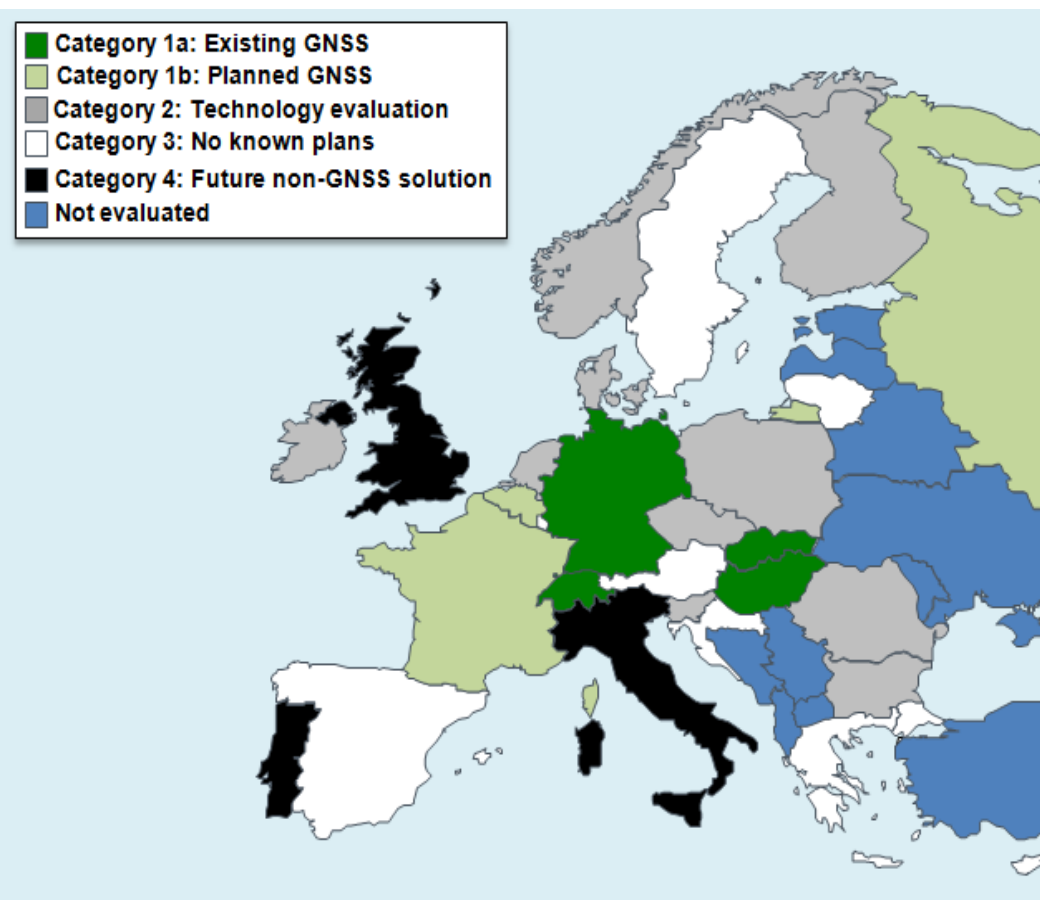 Category 1a: Existing GNSS
Category 1b: Planned GNSS
Category 2: Technology evaluation
Category 3: No known plans
Category 4: Future non-GNSS solution
Not evaluated